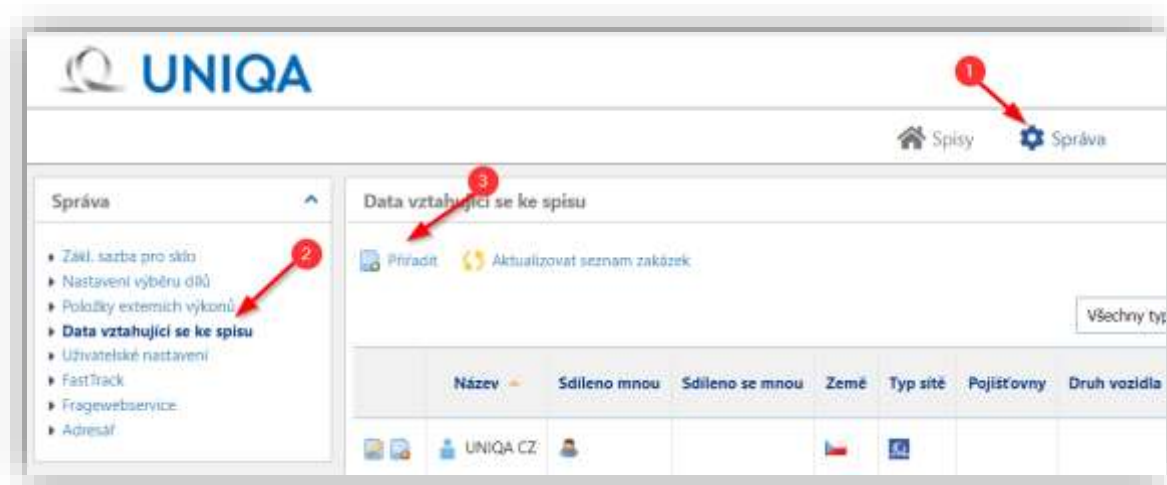 UNIQA
1
Spisy Správa
3
Správa
Data vztahující se ke spisu
2
Zákl. sazba pro sklo
Nastavení výběru dílů
Položky externích výkonů
Data vztahující se ke spisu
Uživatelské nastavení
FastTrack
Fragewebservice
Adresář
Přiřadit Aktualizovat seznam zakázek
Všechny typ
Název Sdíleno mnou Sdíleno se mnou Země Typ sítě Pojišťovny Druh vozidla
UNIQA CZ